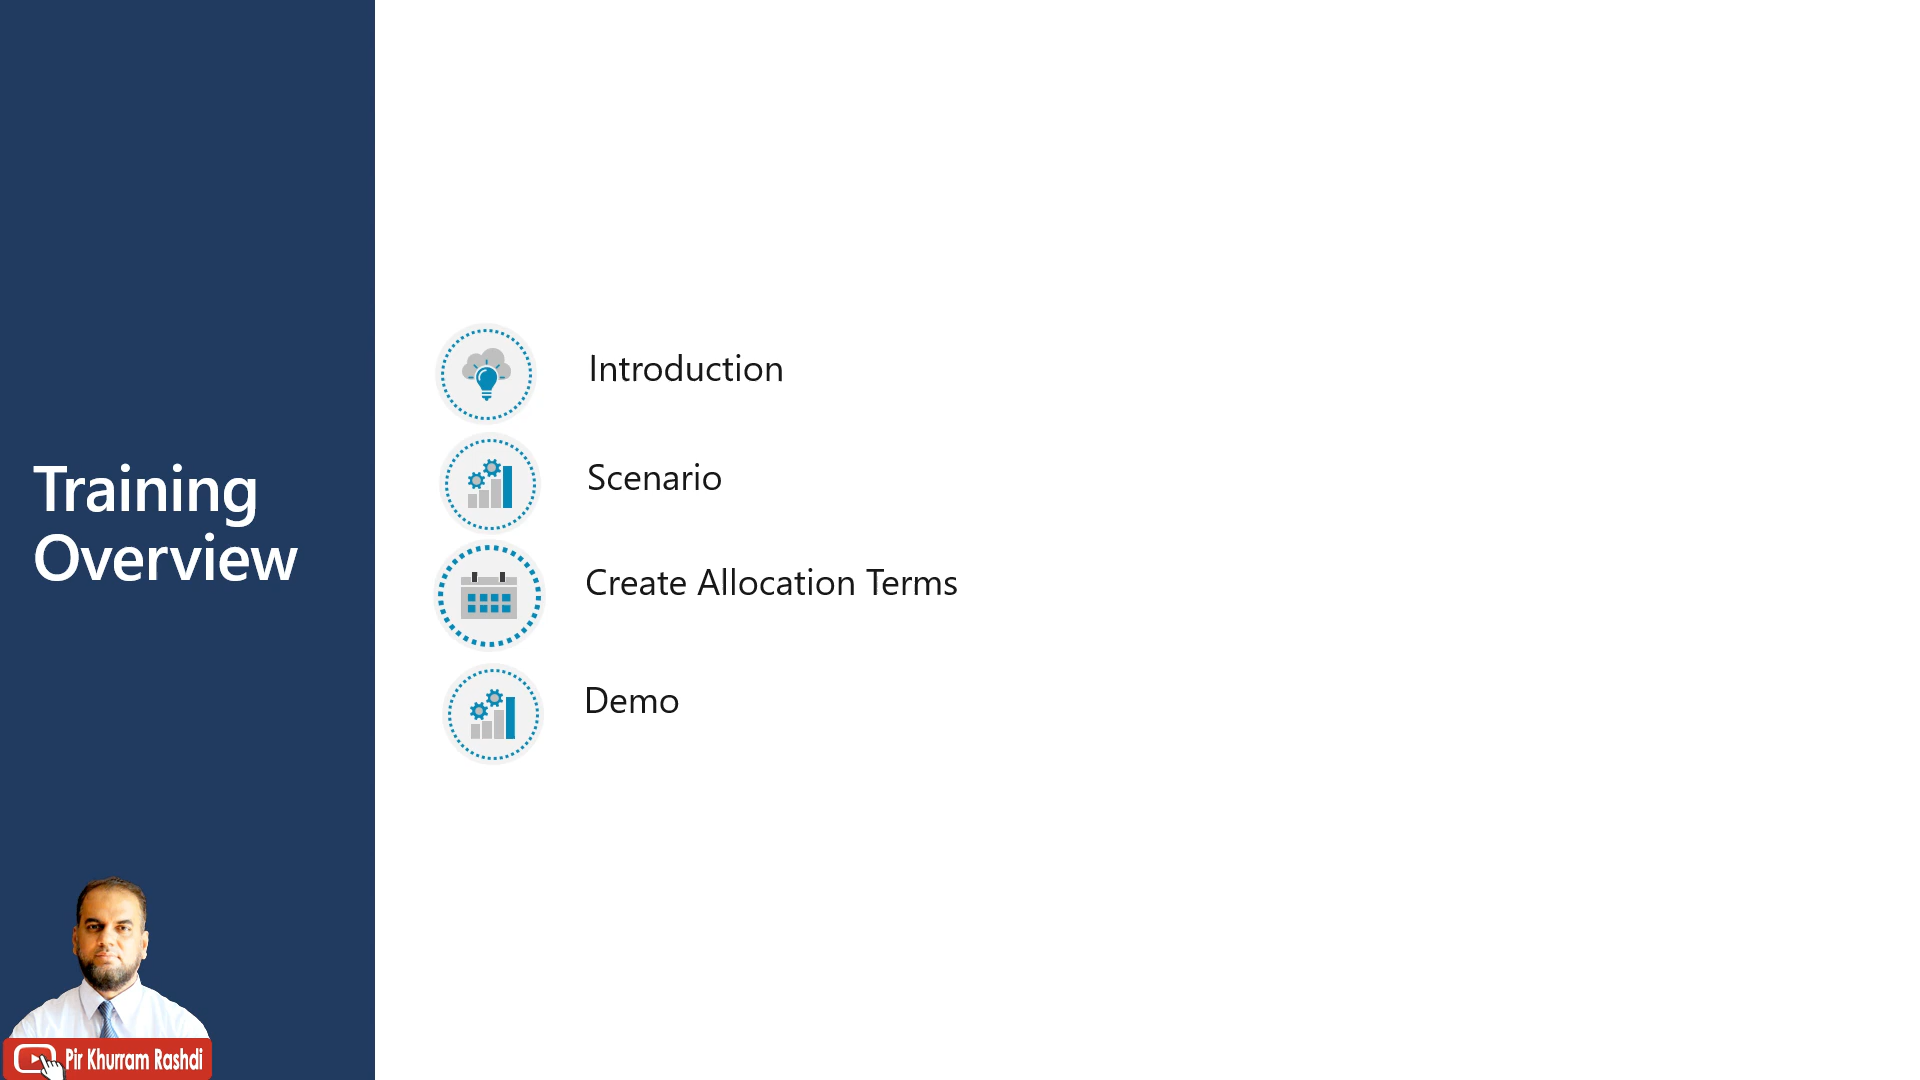 Training
Overview
Introduction
Scenario
Create Allocation Terms
Demo
Pir Khurram Rashdi